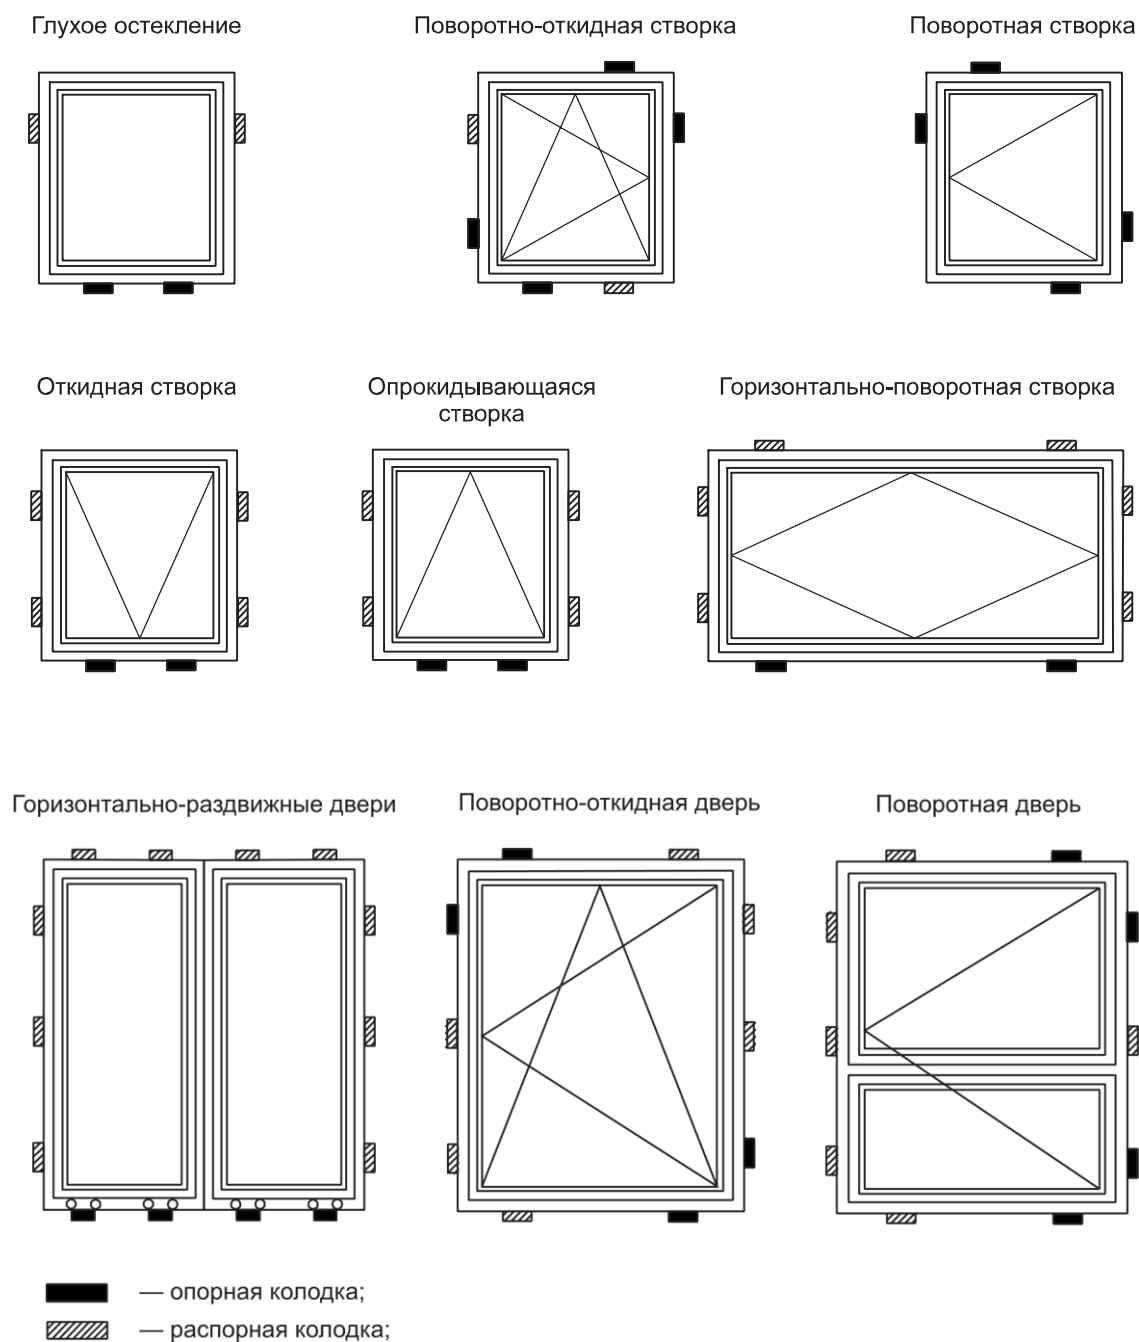 Глухое остекление
Поворотно-откидная створка
Поворотная створка
Откидная створка
Опрокидывающаяся
створка
Горизонтально-поворотная створка
Горизонтально-раздвижные двери
Поворотно-откидная дверь
Поворотная дверь
— опорная колодка;
— распорная колодка;